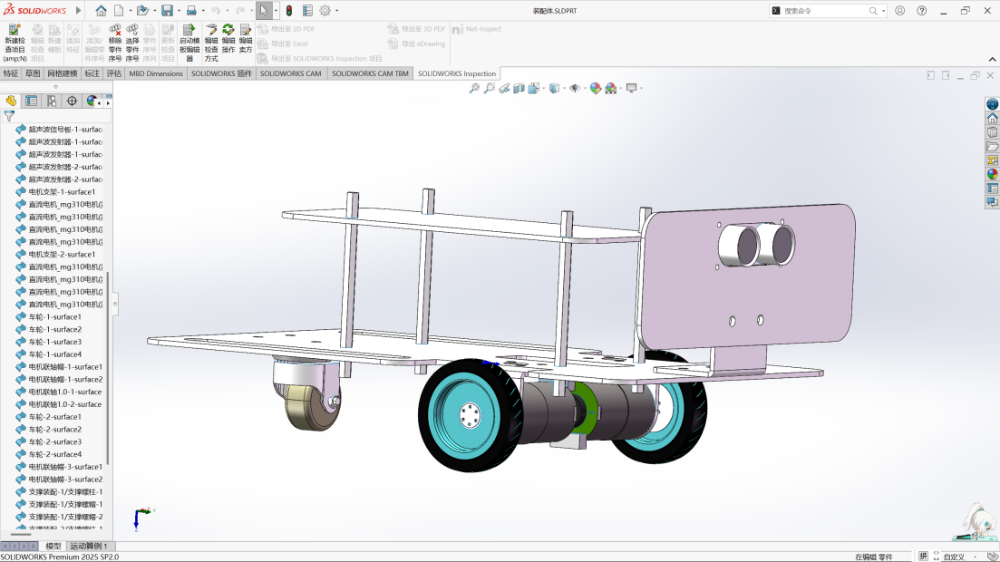 SOLIDWORKS
装配体.SLDPRT
搜索命令
新建检查项目(amp;N)
编辑检查项目
新建模板
添加特征
添加/编辑零件序号
移除零件序号
选择零件序号
零件序号序列
更新检查项目
启动模板编辑器
编辑检查方式
编辑操作
编辑卖方
导出至 2D PDF
导出至 Excel
导出至 SOLIDWORKS Inspection 项目
导出至 3D PDF
导出 eDrawing
Net-Inspect
特征 草图 网格建模 标注 评估 MBD Dimensions SOLIDWORKS 插件 SOLIDWORKS CAM SOLIDWORKS CAM TBM SOLIDWORKS Inspection
超声波信号板-1-surfac
超声波发射器-1-surfac
超声波发射器-1-surfac
超声波发射器-2-surfac
超声波发射器-2-surfac
电机支架-1-surface1
直流电机_mg310电机(
直流电机_mg310电机(
直流电机_mg310电机(
直流电机_mg310电机(
电机支架-2-surface1
直流电机_mg310电机(
直流电机_mg310电机(
直流电机_mg310电机(
直流电机_mg310电机(
车轮-1-surface1
车轮-1-surface2
车轮-1-surface3
车轮-1-surface4
电机联轴帽-1-surface1
电机联轴帽-1-surface2
电机联轴1.0-1-surface
电机联轴1.0-2-surface
车轮-2-surface1
车轮-2-surface2
车轮-2-surface3
车轮-2-surface4
电机联轴帽-3-surface1
电机联轴帽-3-surface2
支撑装配-1/支撑螺柱-1
支撑装配-1/支撑螺帽-1
支撑装配-1/支撑螺帽-2
支撑装配-2/支撑螺柱-1
Y
模型 运动算例 1
SOLIDWORKS Premium 2025 SP2.0
在编辑 零件
拼
自定义